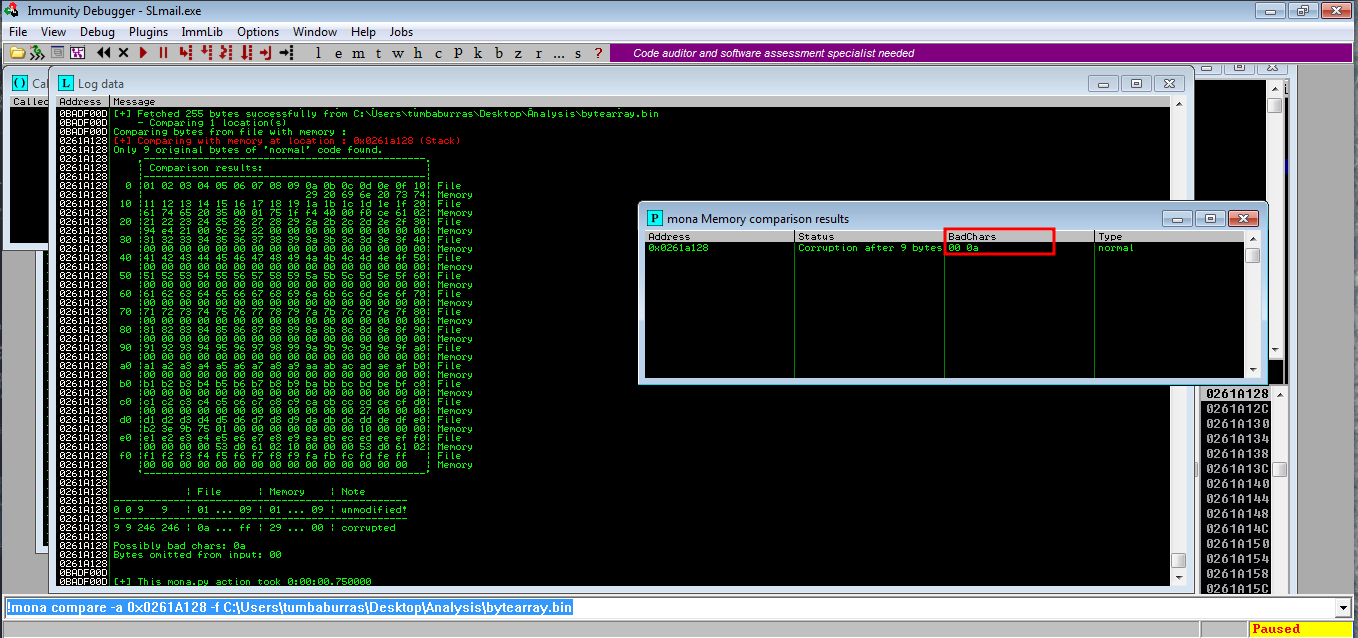 Immunity Debugger - SLmail.exe
File View Debug Plugins ImmLib Options Window Help Jobs
l e m t w h c P k b z r ... s ? Code auditor and software assessment specialist needed
Cal
Callec
Log data
Address Message
0BADF00D [+] Fetched 255 bytes successfully from C:\Users\tumbaburras\Desktop\Analysis\bytearray.bin
0BADF00D - Comparing 1 location(s)
0BADF00D Comparing bytes from file with memory :
0261A128 [+] Comparing with memory at location : 0x0261a128 (Stack)
0261A128 Only 9 original bytes of 'normal' code found.
0261A128
0261A128 | Comparison results:
0261A128
0261A128 0 |01 02 03 04 05 06 07 08 09 0a 0b 0c 0d 0e 0f 10| File
0261A128 | 29 20 69 6e 20 73 74| Memory
0261A128 10 |11 12 13 14 15 16 17 18 19 1a 1b 1c 1d 1e 1f 20| File
0261A128 |61 74 65 20 35 00 01 75 1f f4 40 00 f0 ce 61 02| Memory
0261A128 20 |21 22 23 24 25 26 27 28 29 2a 2b 2c 2d 2e 2f 30| File
0261A128 |94 e4 21 00 9c 29 22 00 00 00 00 00 00 00 00 00| Memory
0261A128 30 |31 32 33 34 35 36 37 38 39 3a 3b 3c 3d 3e 3f 40| File
0261A128 |00 00 00 00 00 00 00 00 00 00 00 00 00 00 00 00| Memory
0261A128 40 |41 42 43 44 45 46 47 48 49 4a 4b 4c 4d 4e 4f 50| File
0261A128 |00 00 00 00 00 00 00 00 00 00 00 00 00 00 00 00| Memory
0261A128 50 |51 52 53 54 55 56 57 58 59 5a 5b 5c 5d 5e 5f 60| File
0261A128 |00 00 00 00 00 00 00 00 00 00 00 00 00 00 00 00| Memory
0261A128 60 |61 62 63 64 65 66 67 68 69 6a 6b 6c 6d 6e 6f 70| File
0261A128 |00 00 00 00 00 00 00 00 00 00 00 00 00 00 00 00| Memory
0261A128 70 |71 72 73 74 75 76 77 78 79 7a 7b 7c 7d 7e 7f 80| File
0261A128 |00 00 00 00 00 00 00 00 00 00 00 00 00 00 00 00| Memory
0261A128 80 |81 82 83 84 85 86 87 88 89 8a 8b 8c 8d 8e 8f 90| File
0261A128 |00 00 00 00 00 00 00 00 00 00 00 00 00 00 00 00| Memory
0261A128 90 |91 92 93 94 95 96 97 98 99 9a 9b 9c 9d 9e 9f a0| File
0261A128 |00 00 00 00 00 00 00 00 00 00 00 00 00 00 00 00| Memory
0261A128 a0 |a1 a2 a3 a4 a5 a6 a7 a8 a9 aa ab ac ad ae af b0| File
0261A128 |00 00 00 00 00 00 00 00 00 00 00 00 00 00 00 00| Memory
0261A128 b0 |b1 b2 b3 b4 b5 b6 b7 b8 b9 ba bb bc bd be bf c0| File
0261A128 |00 00 00 00 00 00 00 00 00 00 00 00 00 00 00 00| Memory
0261A128 c0 |c1 c2 c3 c4 c5 c6 c7 c8 c9 ca cb cc cd ce cf d0| File
0261A128 |00 00 00 00 00 00 00 00 00 00 00 00 27 00 00 00| Memory
0261A128 d0 |d1 d2 d3 d4 d5 d6 d7 d8 d9 da db dc dd de df e0| File
0261A128 |b2 3e 9b 75 01 00 00 00 00 00 00 00 10 00 00 00| Memory
0261A128 e0 |e1 e2 e3 e4 e5 e6 e7 e8 e9 ea eb ec ed ee ef f0| File
0261A128 |00 00 00 00 53 d0 61 02 10 00 00 00 53 d0 61 02| Memory
0261A128 f0 |f1 f2 f3 f4 f5 f6 f7 f8 f9 fa fb fc fd fe ff | File
0261A128 |00 00 00 00 00 00 00 00 00 00 00 00 00 00 00 | Memory
0261A128
0261A128
0261A128 | File | Memory | Note
0261A128
0261A128 0 0 9 9 | 01 ... 09 | 01 ... 09 | unmodified!
0261A128
0261A128 9 9 246 246 | 0a ... ff | 29 ... 00 | corrupted
0261A128
0261A128 Possibly bad chars: 0a
0261A128 Bytes omitted from input: 00
0261A128
0BADF00D
0BADF00D [+] This mona.py action took 0:00:00.750000
mona Memory comparison results
Address Status BadChars Type
0x0261a128 Corruption after 9 bytes 00 0a normal
0261A128
0261A12C
0261A130
0261A134
0261A138
0261A13C
0261A140
0261A144
0261A148
0261A14C
0261A150
0261A154
0261A158
0261A15C
!mona compare -a 0x0261A128 -f C:\Users\tumbaburras\Desktop\Analysis\bytearray.bin
Paused